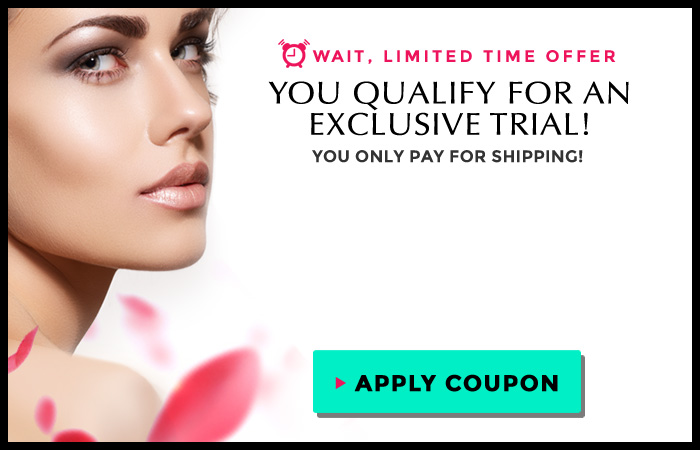 WAIT, LIMITED TIME OFFER
YOU QUALIFY FOR AN
EXCLUSIVE TRIAL!
YOU ONLY PAY FOR SHIPPING!
APPLY COUPON